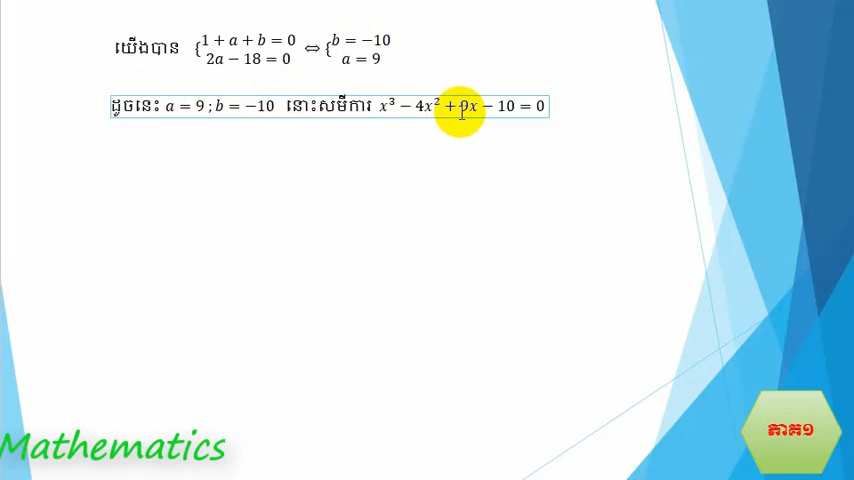 យើងបាន {1 + a + b = 0 ⇔ {b = −10
2a − 18 = 0 a = 9
ដូចនេះ a = 9 ; b = −10 នោះសមីការ x³ − 4x² + 9x − 10 = 0
Mathematics
ភាគ១